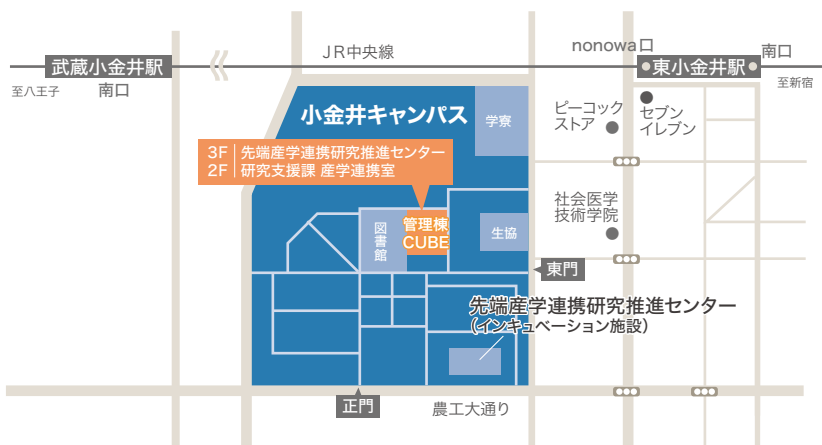 JR中央線
nonowa口
南口
武蔵小金井駅
東小金井駅
至八王子
南口
至新宿
小金井キャンパス
学寮
ピーコック
ストア
セブン
イレブン
3F 先端産学連携研究推進センター
2F 研究支援課 産学連携室
社会医学
技術学院
図書館
管理棟
CUBE
生協
東門
先端産学連携研究推進センター
(インキュベーション施設)
正門
農工大通り